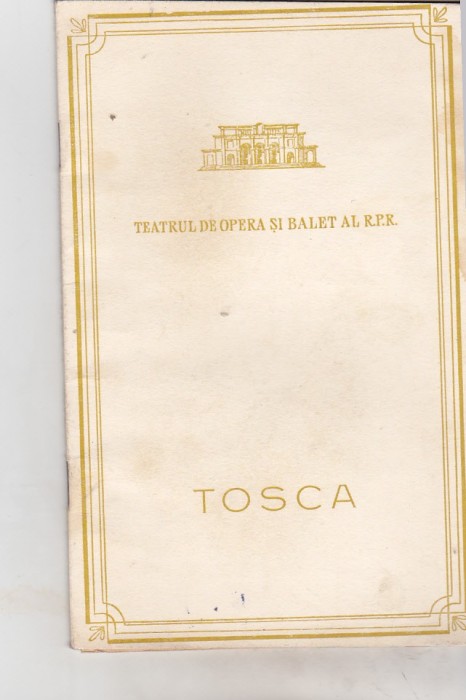 TEATRUL DE OPERA ȘI BALET AL R.P.R.
TOSCA